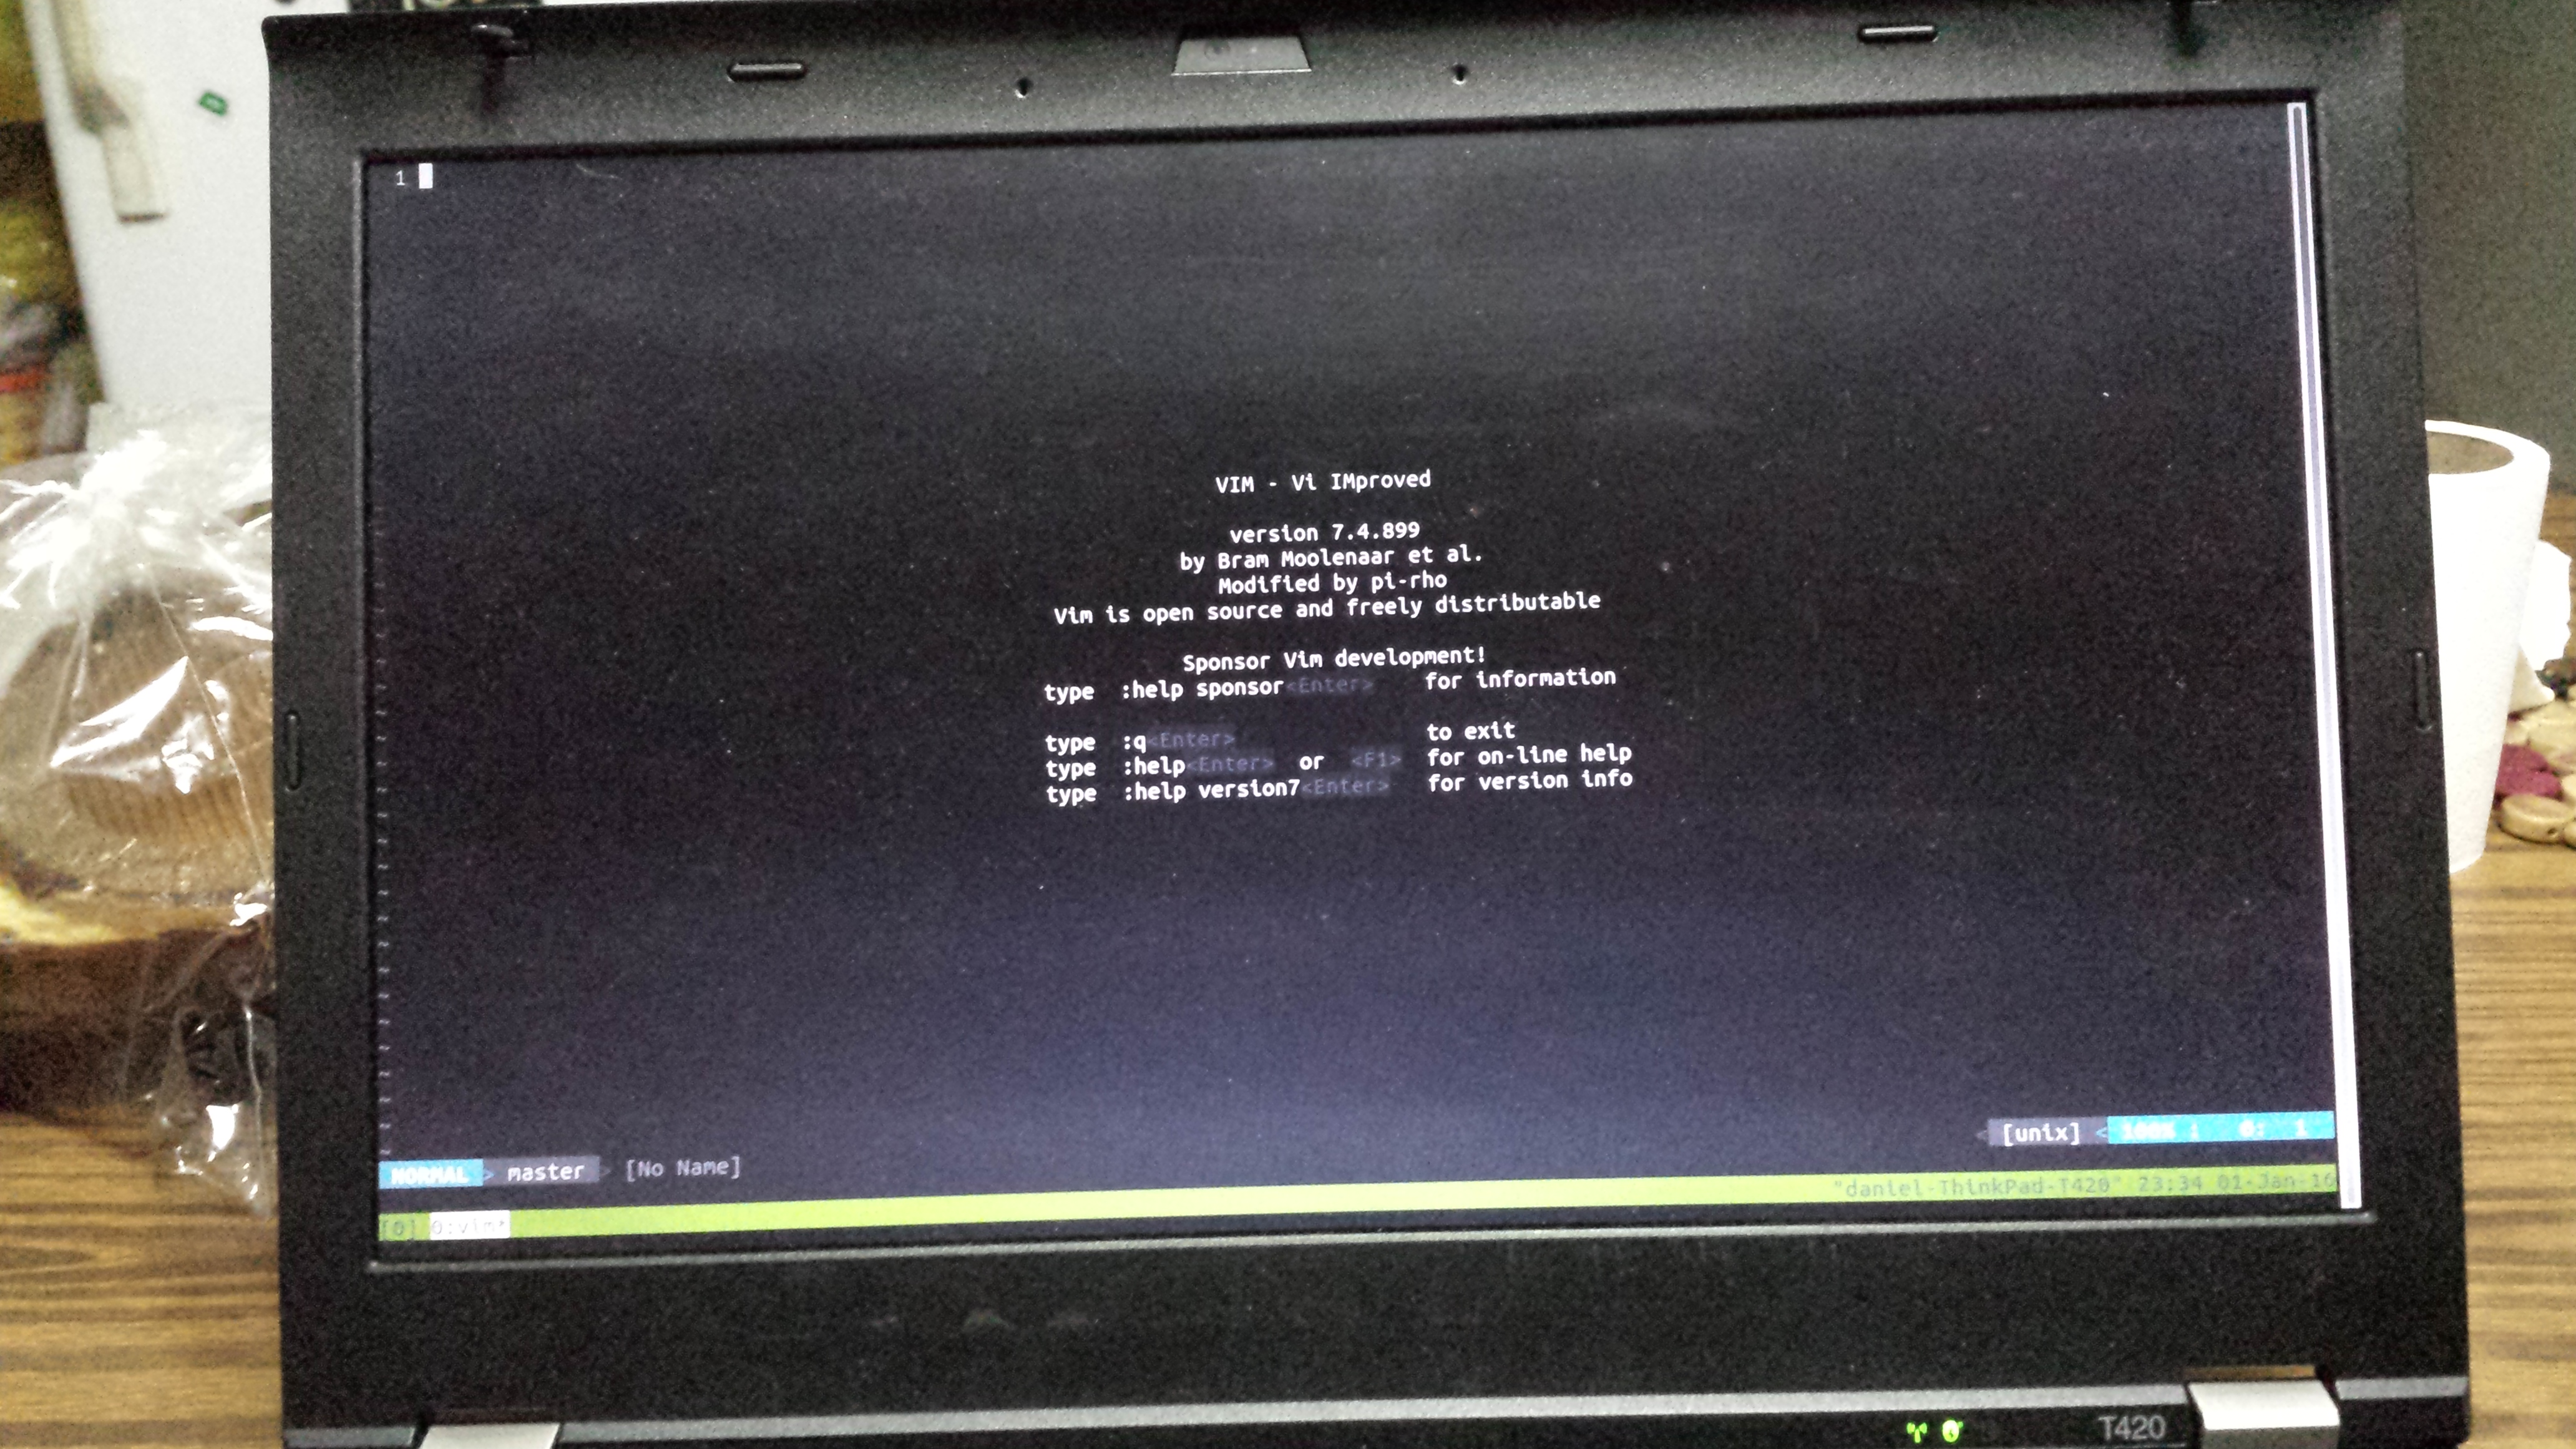 1
VIM - Vi IMproved
version 7.4.899
by Bram Moolenaar et al.
Modified by pi-rho
Vim is open source and freely distributable
Sponsor Vim development!
type :help sponsor<Enter> for information
type :q<Enter> to exit
type :help<Enter> or <F1> for on-line help
type :help version7<Enter> for version info
NORMAL > master > [No Name] < [unix] < 100% : 0: 1
[0] 0:vim* "daniel-ThinkPad-T420" 23:34 01-Jan-16
T420